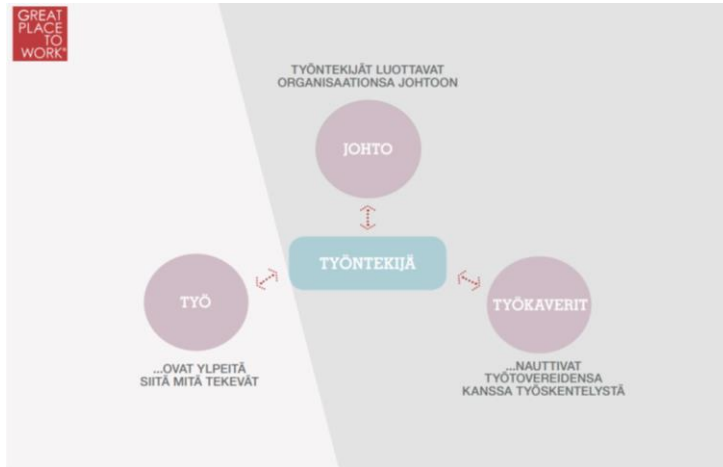 GREAT
PLACE
TO
WORK®
TYÖNTEKIJÄT LUOTTAVAT
ORGANISAATIONSA JOHTOON
JOHTO
TYÖNTEKIJÄ
TYÖ
TYÖKAVERIT
...OVAT YLPEITÄ
SIITÄ MITÄ TEKEVÄT
...NAUTTIVAT
TYÖTOVEREIDENSA
KANSSA TYÖSKENTELYSTÄ